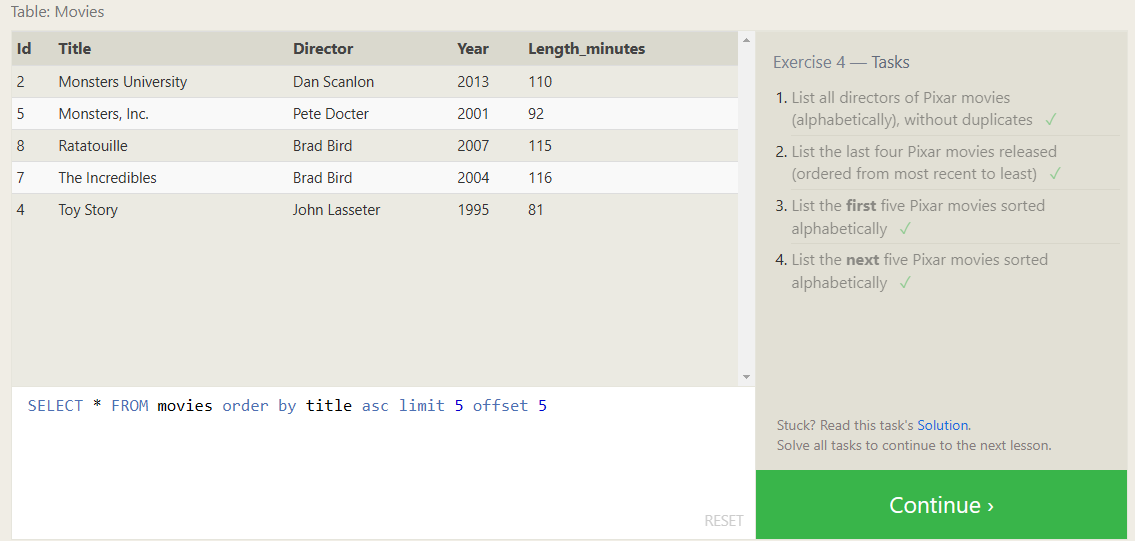 Table: Movies
Id Title Director Year Length_minutes
2 Monsters University Dan Scanlon 2013 110
5 Monsters, Inc. Pete Docter 2001 92
8 Ratatouille Brad Bird 2007 115
7 The Incredibles Brad Bird 2004 116
4 Toy Story John Lasseter 1995 81
SELECT * FROM movies order by title asc limit 5 offset 5
RESET
Exercise 4 — Tasks
1. List all directors of Pixar movies
(alphabetically), without duplicates ✓
2. List the last four Pixar movies released
(ordered from most recent to least) ✓
3. List the first five Pixar movies sorted
alphabetically ✓
4. List the next five Pixar movies sorted
alphabetically ✓
Stuck? Read this task's Solution.
Solve all tasks to continue to the next lesson.
Continue ›